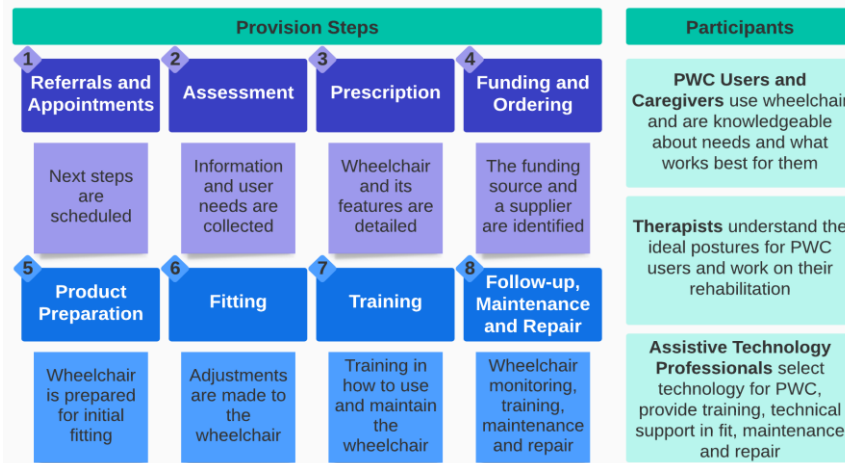 Provision Steps
Participants
1
Referrals and
Appointments
2
Assessment
3
Prescription
4
Funding and
Ordering
Next steps
are
scheduled
Information
and user
needs are
collected
Wheelchair
and its
features are
detailed
The funding
source and
a supplier
are identified
5
Product
Preparation
6
Fitting
7
Training
8
Follow-up,
Maintenance
and Repair
Wheelchair
is prepared
for initial
fitting
Adjustments
are made to
the
wheelchair
Training in
how to use
and maintain
the
wheelchair
Wheelchair
monitoring,
training,
maintenance
and repair
PWC Users and
Caregivers use wheelchair
and are knowledgeable
about needs and what
works best for them
Therapists understand the
ideal postures for PWC
users and work on their
rehabilitation
Assistive Technology
Professionals select
technology for PWC,
provide training, technical
support in fit, maintenance
and repair